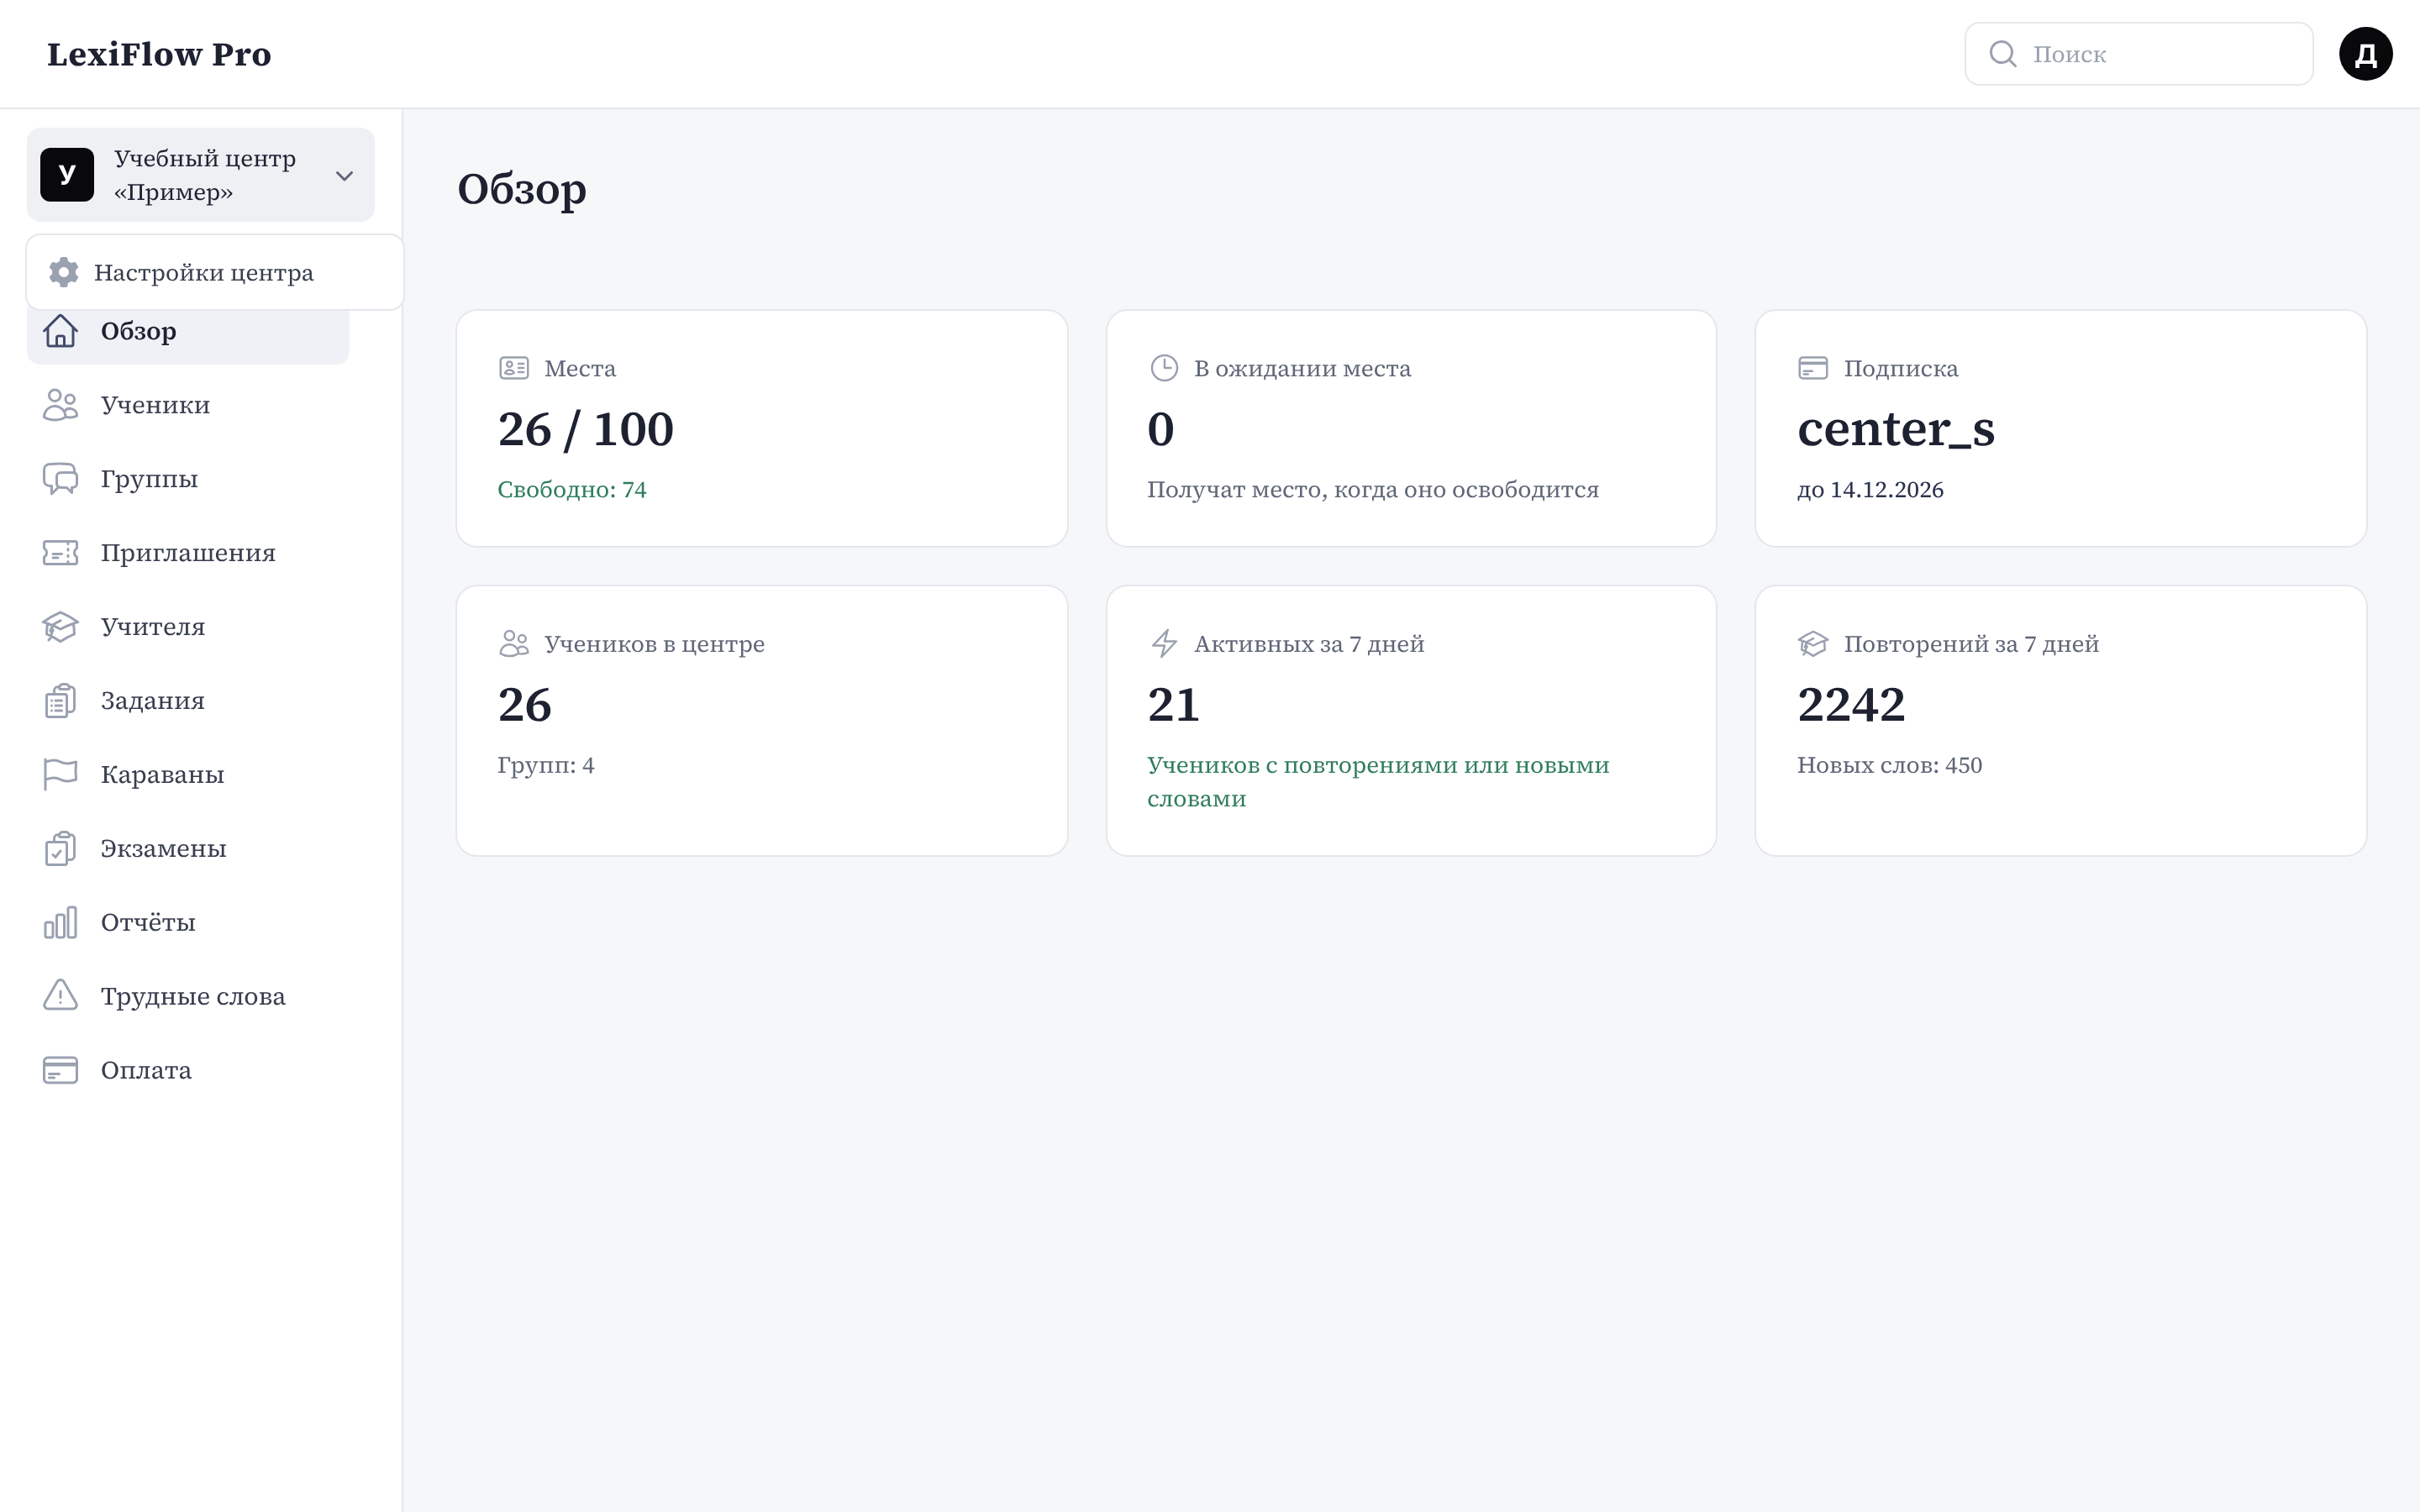 LexiFlow Pro
Поиск
Д
У
Учебный центр
«Пример»
Настройки центра
Обзор
Ученики
Группы
Приглашения
Учителя
Задания
Караваны
Экзамены
Отчёты
Трудные слова
Оплата
Обзор
Места
26 / 100
Свободно: 74
В ожидании места
0
Получат место, когда оно освободится
Подписка
center_s
до 14.12.2026
Учеников в центре
26
Групп: 4
Активных за 7 дней
21
Учеников с повторениями или новыми
словами
Повторений за 7 дней
2242
Новых слов: 450